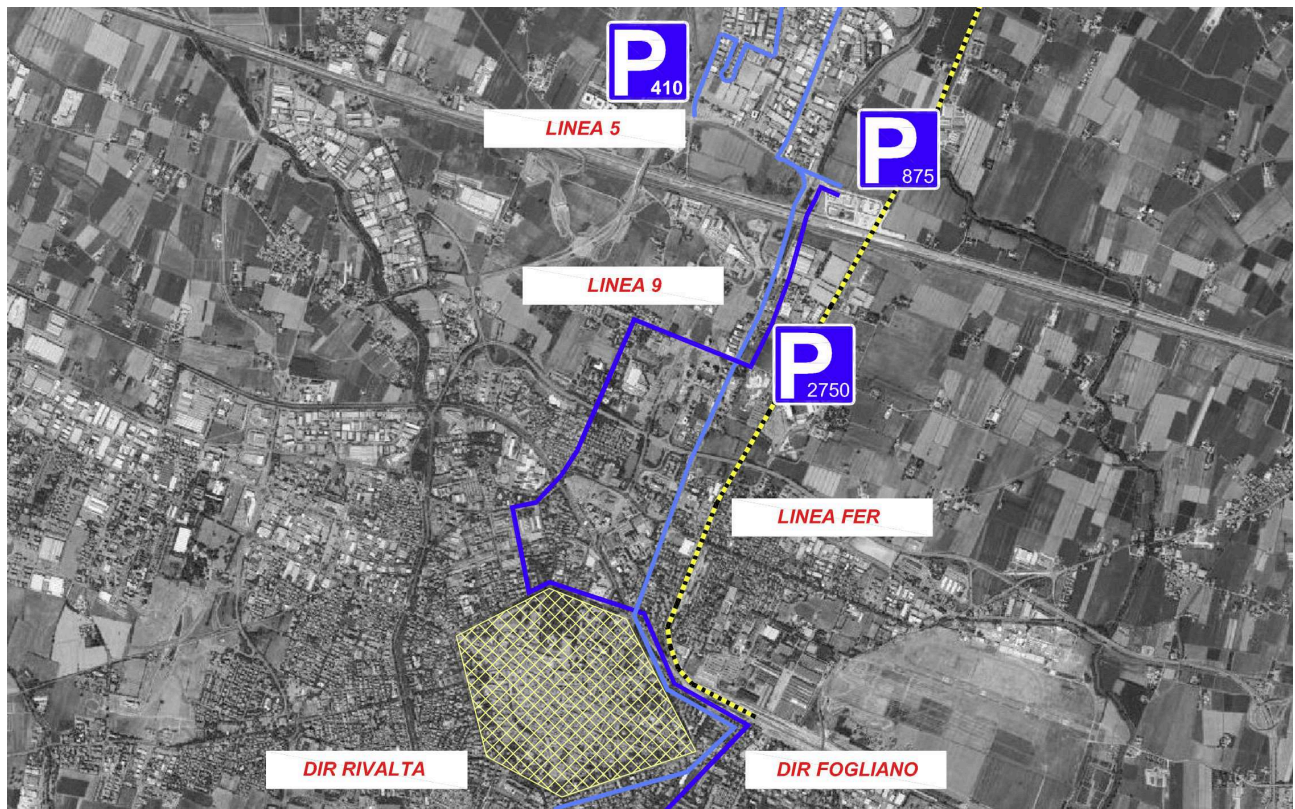 P
410
LINEA 5
P
875
LINEA 9
P
2750
LINEA FER
DIR RIVALTA
DIR FOGLIANO